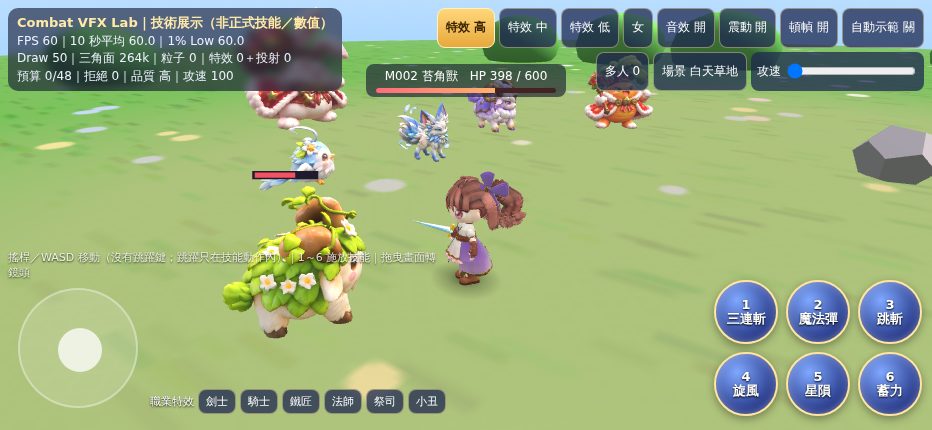 Combat VFX Lab｜技術展示（非正式技能／數值）
FPS 60｜10 秒平均 60.0｜1% Low 60.0
Draw 50｜三角面 264k｜粒子 0｜特效 0＋投射 0
預算 0/48｜拒絕 0｜品質 高｜攻速 100
特效 高
特效 中
特效 低
女
音效 開
震動 開
頓幀 開
自動示範 關
多人 0
場景 白天草地
攻速
M002 苔角獸 HP 398 / 600
搖桿／WASD 移動（沒有跳躍鍵；跳躍只在技能動作內）｜1～6 施放技能｜拖曳畫面轉
鏡頭
1
三連斬
2
魔法彈
3
跳斬
4
旋風
5
星隕
6
蓄力
職業特效
劍士
騎士
鐵匠
法師
祭司
小丑